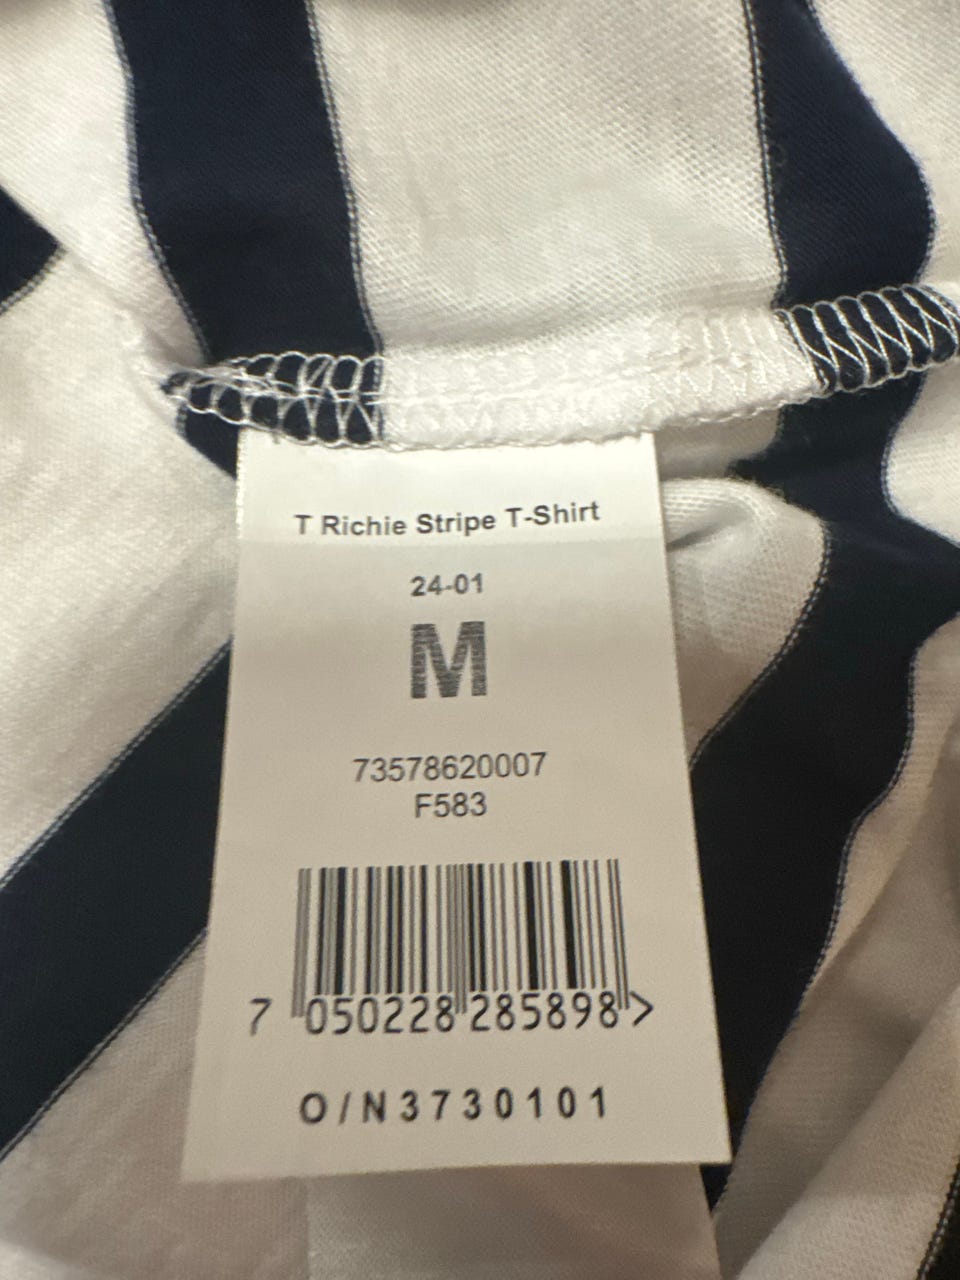 T Richie Stripe T-Shirt
24-01
M
73578620007
F583
7 050228 285898 >
O/N3730101